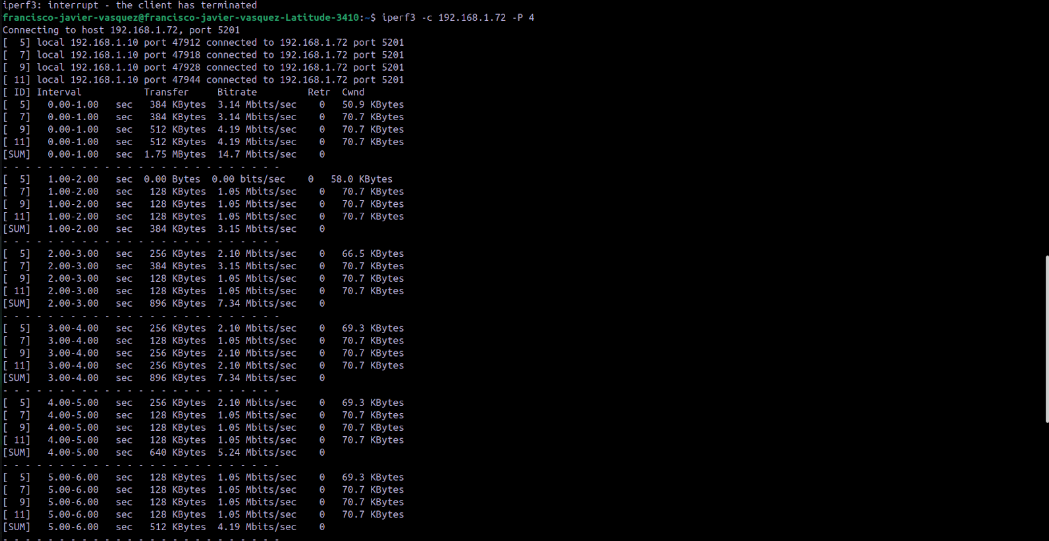 iperf3: interrupt - the client has terminated
francisco-javier-vasquez@francisco-javier-vasquez-Latitude-3410:~$ iperf3 -c 192.168.1.72 -P 4
Connecting to host 192.168.1.72, port 5201
[  5] local 192.168.1.10 port 47912 connected to 192.168.1.72 port 5201
[  7] local 192.168.1.10 port 47918 connected to 192.168.1.72 port 5201
[  9] local 192.168.1.10 port 47928 connected to 192.168.1.72 port 5201
[ 11] local 192.168.1.10 port 47944 connected to 192.168.1.72 port 5201
[ ID] Interval           Transfer     Bitrate         Retr  Cwnd
[  5]   0.00-1.00   sec   384 KBytes  3.14 Mbits/sec    0   50.9 KBytes
[  7]   0.00-1.00   sec   384 KBytes  3.14 Mbits/sec    0   70.7 KBytes
[  9]   0.00-1.00   sec   512 KBytes  4.19 Mbits/sec    0   70.7 KBytes
[ 11]   0.00-1.00   sec   512 KBytes  4.19 Mbits/sec    0   70.7 KBytes
[SUM]   0.00-1.00   sec  1.75 MBytes  14.7 Mbits/sec    0
- - - - - - - - - - - - - - - - - - - - - - - - -
[  5]   1.00-2.00   sec  0.00 Bytes  0.00 bits/sec    0   58.0 KBytes
[  7]   1.00-2.00   sec   128 KBytes  1.05 Mbits/sec    0   70.7 KBytes
[  9]   1.00-2.00   sec   128 KBytes  1.05 Mbits/sec    0   70.7 KBytes
[ 11]   1.00-2.00   sec   128 KBytes  1.05 Mbits/sec    0   70.7 KBytes
[SUM]   1.00-2.00   sec   384 KBytes  3.15 Mbits/sec    0
- - - - - - - - - - - - - - - - - - - - - - - - -
[  5]   2.00-3.00   sec   256 KBytes  2.10 Mbits/sec    0   66.5 KBytes
[  7]   2.00-3.00   sec   384 KBytes  3.15 Mbits/sec    0   70.7 KBytes
[  9]   2.00-3.00   sec   128 KBytes  1.05 Mbits/sec    0   70.7 KBytes
[ 11]   2.00-3.00   sec   128 KBytes  1.05 Mbits/sec    0   70.7 KBytes
[SUM]   2.00-3.00   sec   896 KBytes  7.34 Mbits/sec    0
- - - - - - - - - - - - - - - - - - - - - - - - -
[  5]   3.00-4.00   sec   256 KBytes  2.10 Mbits/sec    0   69.3 KBytes
[  7]   3.00-4.00   sec   128 KBytes  1.05 Mbits/sec    0   70.7 KBytes
[  9]   3.00-4.00   sec   256 KBytes  2.10 Mbits/sec    0   70.7 KBytes
[ 11]   3.00-4.00   sec   256 KBytes  2.10 Mbits/sec    0   70.7 KBytes
[SUM]   3.00-4.00   sec   896 KBytes  7.34 Mbits/sec    0
- - - - - - - - - - - - - - - - - - - - - - - - -
[  5]   4.00-5.00   sec   256 KBytes  2.10 Mbits/sec    0   69.3 KBytes
[  7]   4.00-5.00   sec   128 KBytes  1.05 Mbits/sec    0   70.7 KBytes
[  9]   4.00-5.00   sec   128 KBytes  1.05 Mbits/sec    0   70.7 KBytes
[ 11]   4.00-5.00   sec   128 KBytes  1.05 Mbits/sec    0   70.7 KBytes
[SUM]   4.00-5.00   sec   640 KBytes  5.24 Mbits/sec    0
- - - - - - - - - - - - - - - - - - - - - - - - -
[  5]   5.00-6.00   sec   128 KBytes  1.05 Mbits/sec    0   69.3 KBytes
[  7]   5.00-6.00   sec   128 KBytes  1.05 Mbits/sec    0   70.7 KBytes
[  9]   5.00-6.00   sec   128 KBytes  1.05 Mbits/sec    0   70.7 KBytes
[ 11]   5.00-6.00   sec   128 KBytes  1.05 Mbits/sec    0   70.7 KBytes
[SUM]   5.00-6.00   sec   512 KBytes  4.19 Mbits/sec    0
- - - - - - - - - - - - - - - - - - - - - - - - -